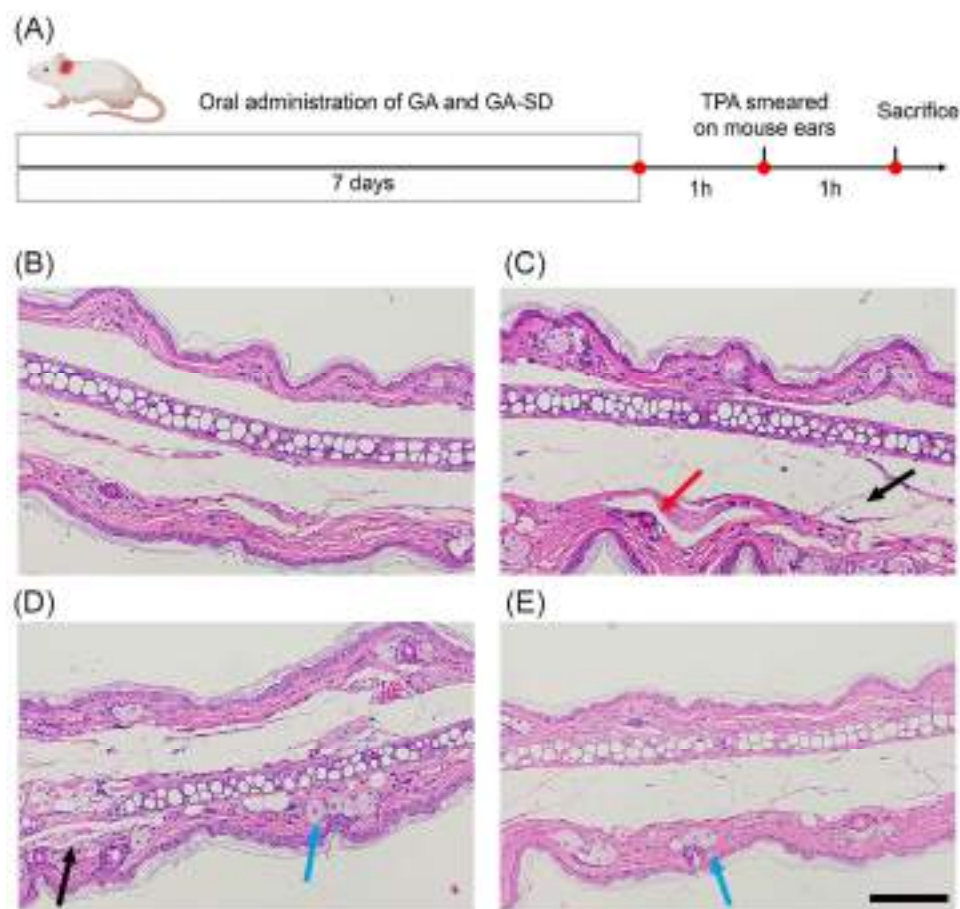 (A)
Oral administration of GA and GA-SD
TPA smeared
on mouse ears
Sacrifice
7 days
1h
1h
(B)
(C)
(D)
(E)